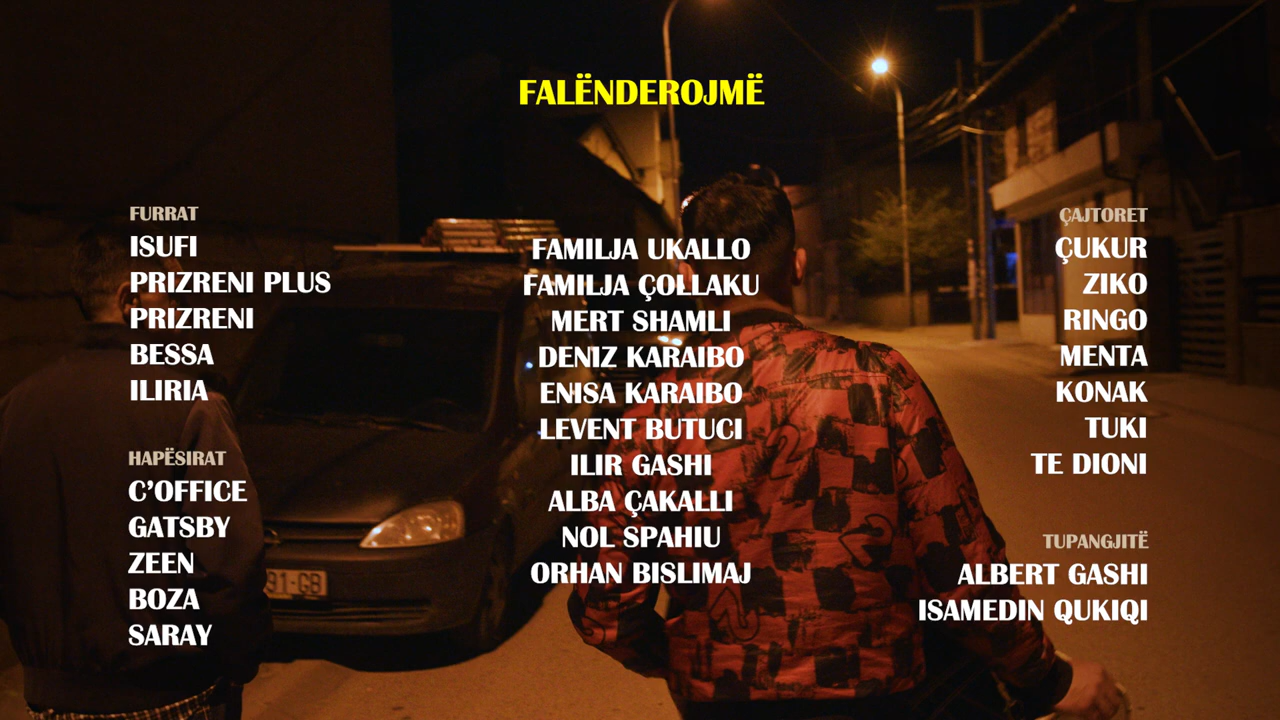 FALËNDEROJMË
FURRAT
ISUFI
PRIZRENI PLUS
PRIZRENI
BESSA
ILIRIA
HAPËSIRAT
C'OFFICE
GATSBY
ZEEN
BOZA
SARAY
FAMILJA UKALLO
FAMILJA ÇOLLAKU
MERT SHAMLI
DENIZ KARAIBO
ENISA KARAIBO
LEVENT BUTUCI
ILIR GASHI
ALBA ÇAKALLI
NOL SPAHIU
ORHAN BISLIMAJ
ÇAJTORET
ÇUKUR
ZIKO
RINGO
MENTA
KONAK
TUKI
TE DIONI
TUPANGJITË
ALBERT GASHI
ISAMEDIN QUKIQI
91-GB